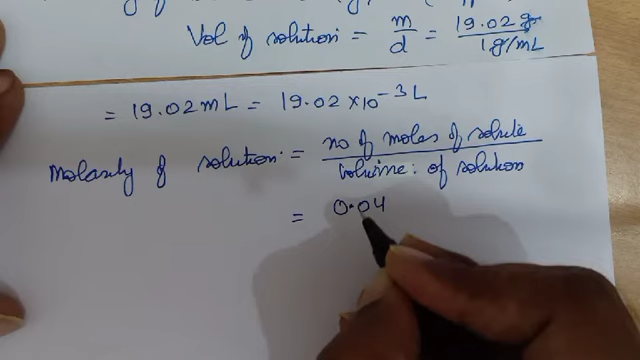 Vol of solution = m/d = 19.02 g/1 g/mL
= 19.02 mL = 19.02 × 10⁻³ L
Molarity of solution = no of moles of solute/volume of solution
= 0.04